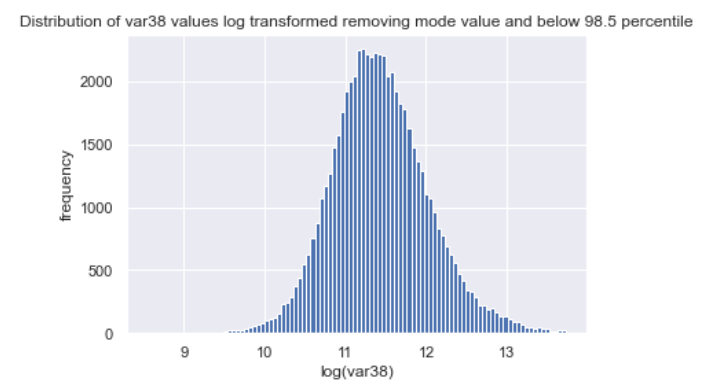 Distribution of var38 values log transformed removing mode value and below 98.5 percentile
2000
1500
1000
500
0
frequency
9 10 11 12 13
log(var38)